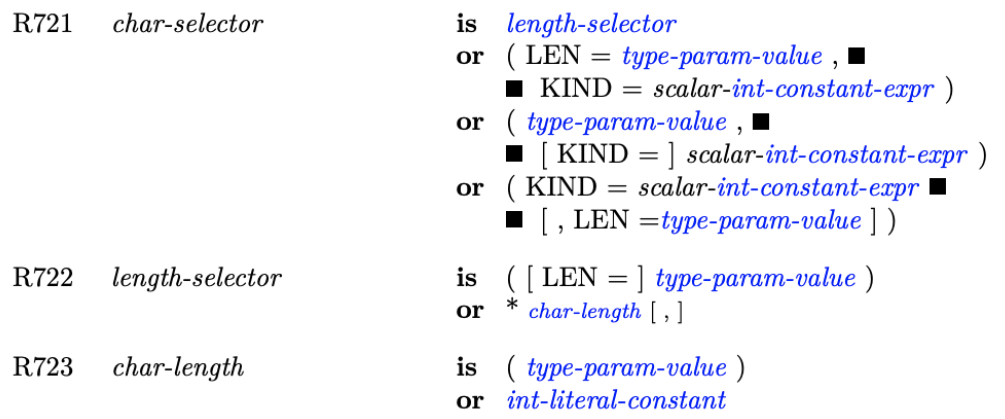 R721 char-selector is length-selector
or ( LEN = type-param-value , ■
■ KIND = scalar-int-constant-expr )
or ( type-param-value , ■
■ [ KIND = ] scalar-int-constant-expr )
or ( KIND = scalar-int-constant-expr ■
■ [ , LEN =type-param-value ] )
R722 length-selector is ( [ LEN = ] type-param-value )
or * char-length [ , ]
R723 char-length is ( type-param-value )
or int-literal-constant